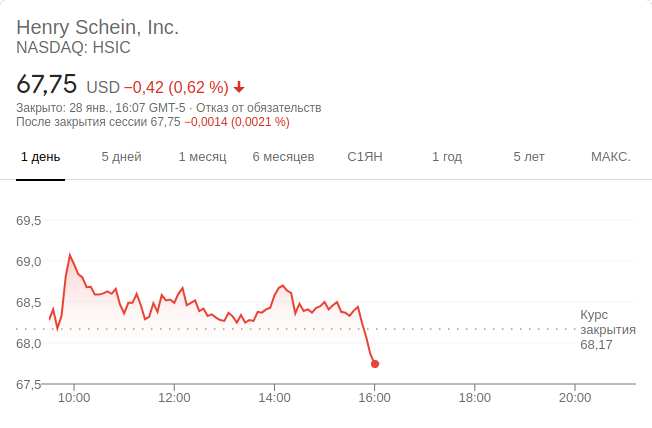 Henry Schein, Inc.
NASDAQ: HSIC
67,75 USD −0,42 (0,62 %)
Закрыто: 28 янв., 16:07 GMT-5 · Отказ от обязательств
После закрытия сессии 67,75 −0,0014 (0,0021 %)
1 день 5 дней 1 месяц 6 месяцев С1ЯН 1 год 5 лет МАКС.
69,5
69,0
68,5
Курс
закрытия
68,17
68,0
67,5
10:00 12:00 14:00 16:00 18:00 20:00